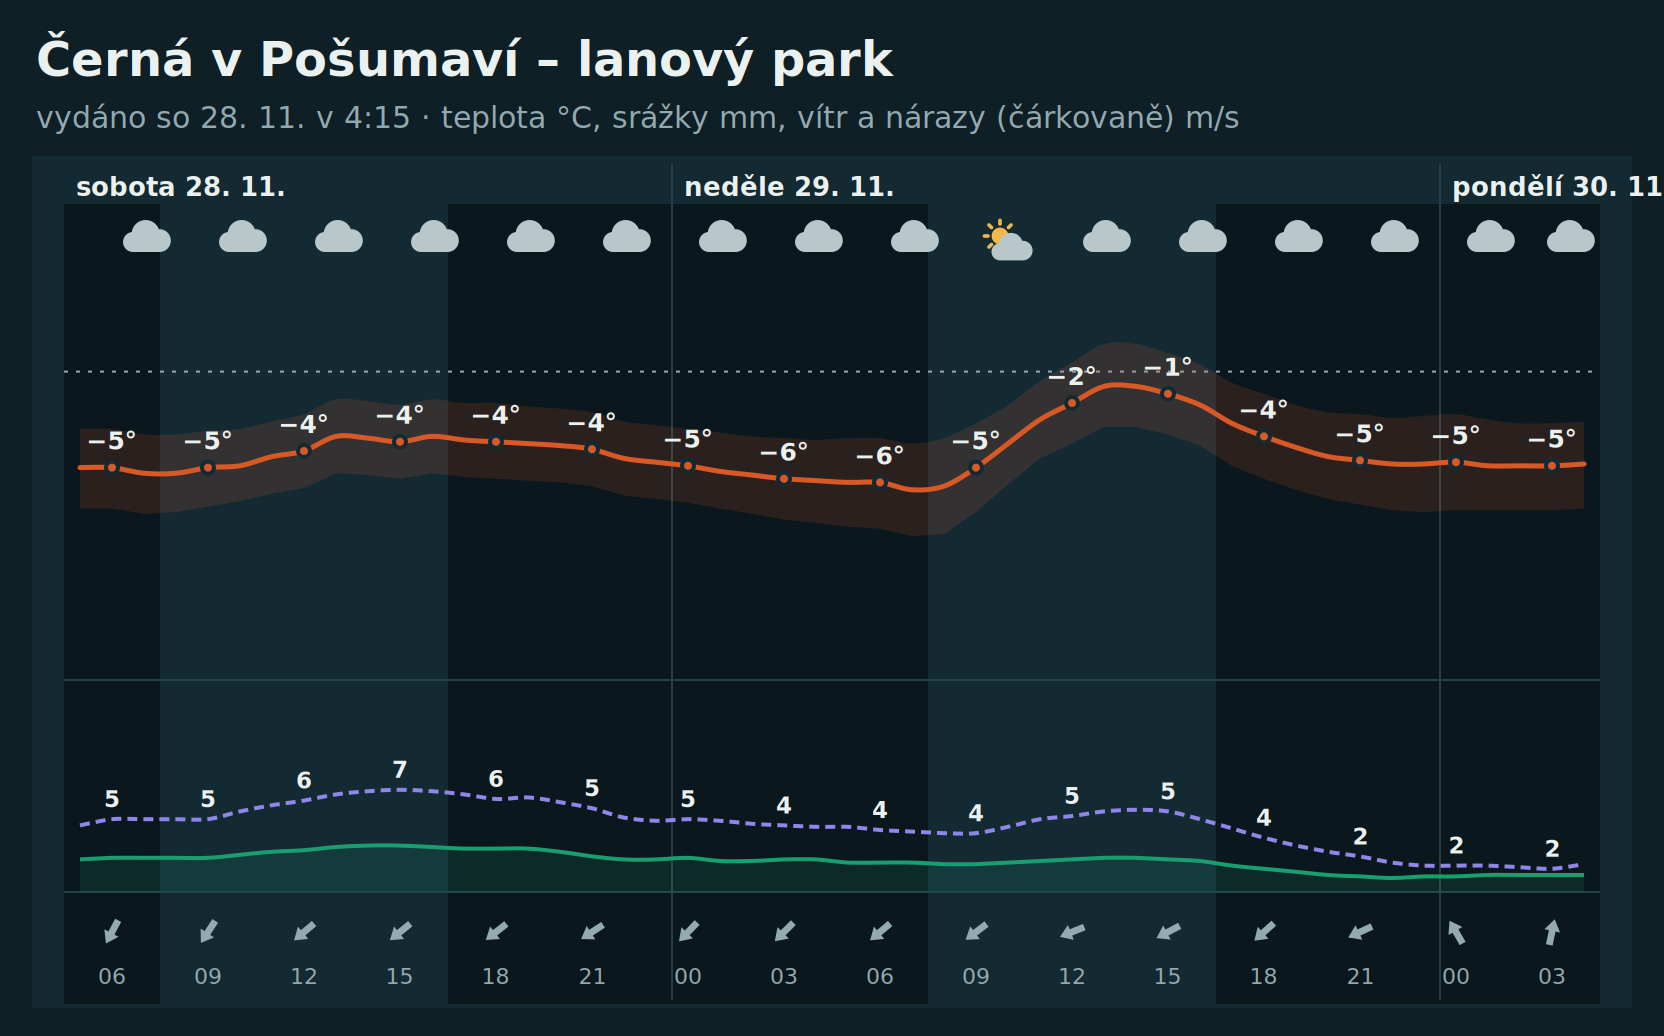 Černá v Pošumaví – lanový park
vydáno so 28. 11. v 4:15 · teplota °C, srážky mm, vítr a nárazy (čárkovaně) m/s
sobota 28. 11. neděle 29. 11. pondělí 30. 11
−5° −5° −4° −4° −4° −4° −5° −6° −6° −5° −2° −1° −4° −5° −5° −5°
5 5 6 7 6 5 5 4 4 4 5 5 4 2 2 2
06 09 12 15 18 21 00 03 06 09 12 15 18 21 00 03